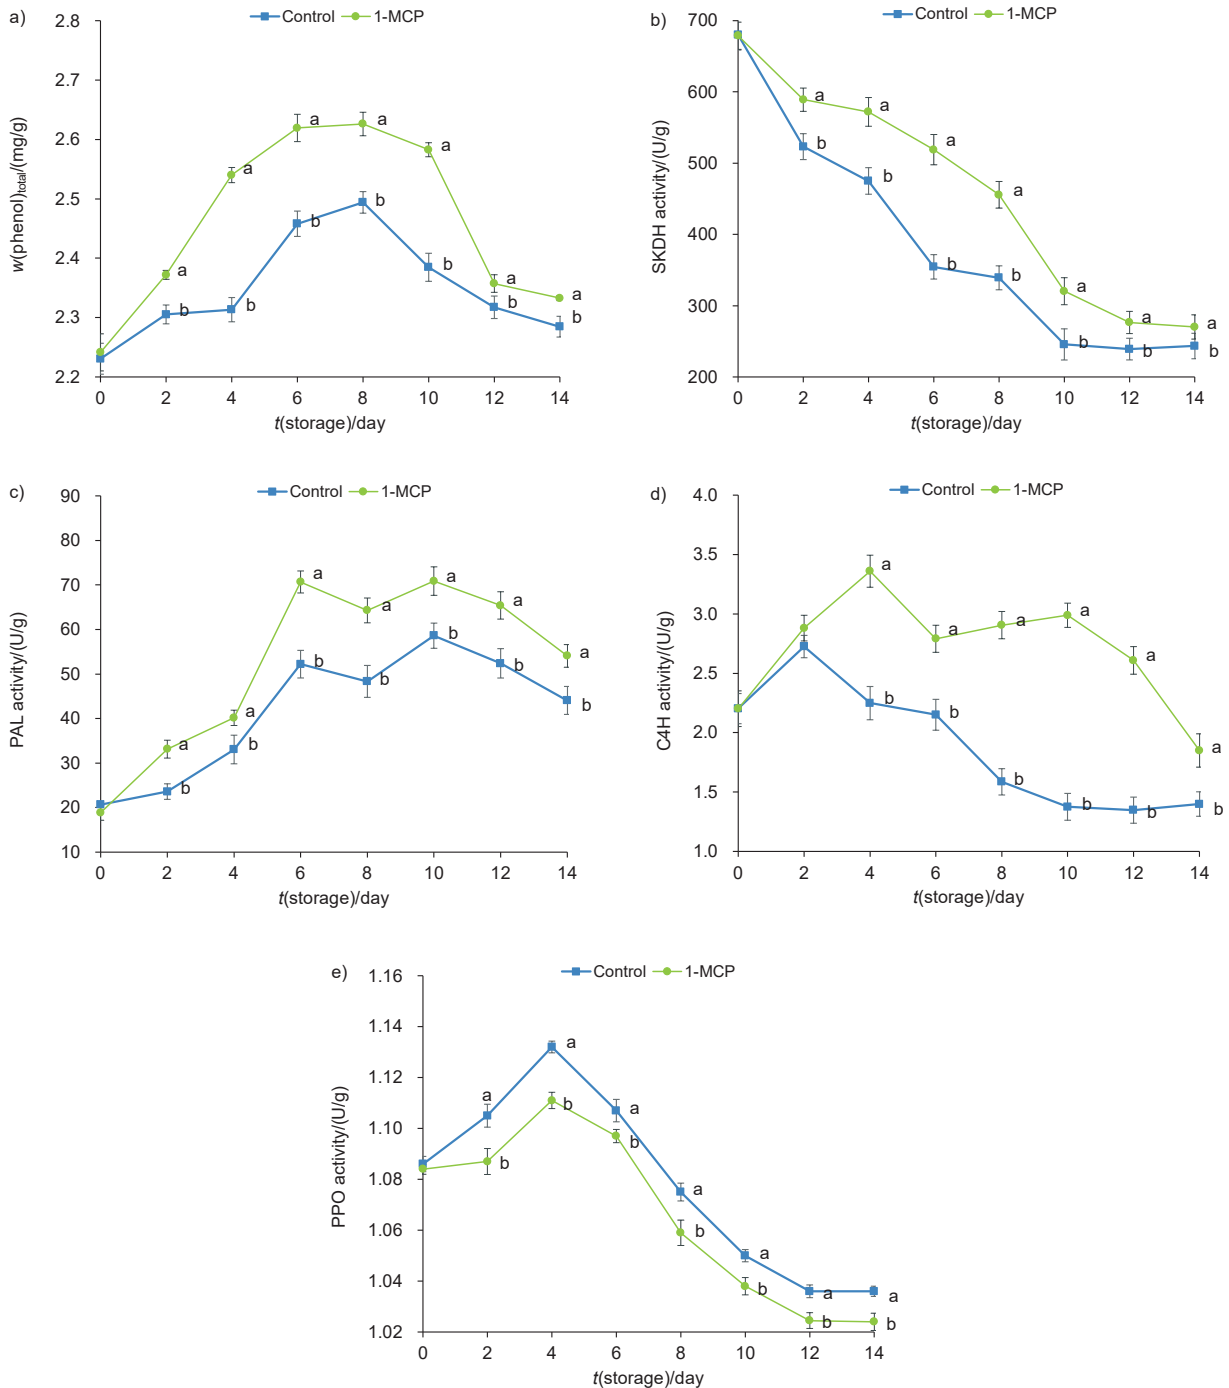 a)
Control 1-MCP
2.8
2.7
2.6
2.5
2.4
2.3
2.2
w(phenol)total/(mg/g)
a a a a a a a
b b b b b b b
0 2 4 6 8 10 12 14
t(storage)/day
b)
Control 1-MCP
700
600
500
400
300
200
SKDH activity/(U/g)
a a a a a a a
b b b b b b b
0 2 4 6 8 10 12 14
t(storage)/day
c)
Control 1-MCP
90
80
70
60
50
40
30
20
10
PAL activity/(U/g)
a a a a a a a
b b b b b b b
0 2 4 6 8 10 12 14
t(storage)/day
d)
Control 1-MCP
4.0
3.5
3.0
2.5
2.0
1.5
1.0
C4H activity/(U/g)
a a a a a a
b b b b b b
0 2 4 6 8 10 12 14
t(storage)/day
e)
Control 1-MCP
1.16
1.14
1.12
1.10
1.08
1.06
1.04
1.02
PPO activity/(U/g)
a a a a a a a
b b b b b b b
0 2 4 6 8 10 12 14
t(storage)/day